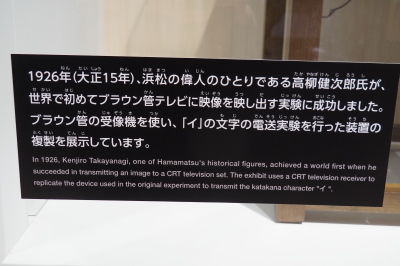 1926年(大正15年)、浜松の偉人のひとりである高柳健次郎氏が、
世界で初めてブラウン管テレビに映像を映し出す実験に成功しました。
ブラウン管の受像機を使い、「イ」の文字の電送実験を行った装置の
複製を展示しています。
In 1926, Kenjiro Takayanagi, one of Hamamatsu's historical figures, achieved a world first when he
succeeded in transmitting an image to a CRT television set. The exhibit uses a CRT television receiver to
replicate the device used in the original experiment to transmit the katakana character "イ".